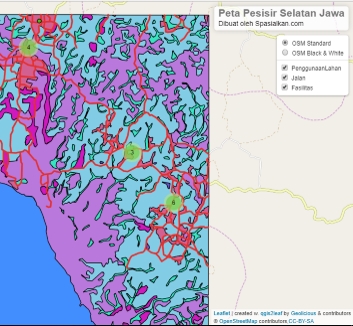 Peta Pesisir Selatan Jawa
Dibuat oleh Spasialkan.com
OSM Standard
OSM Black & White
PenggunaanLahan
Jalan
Fasilitas
4
6
Leaflet | created w. qgis2leaf by Geolicious & contributors
© OpenStreetMap contributors,CC-BY-SA